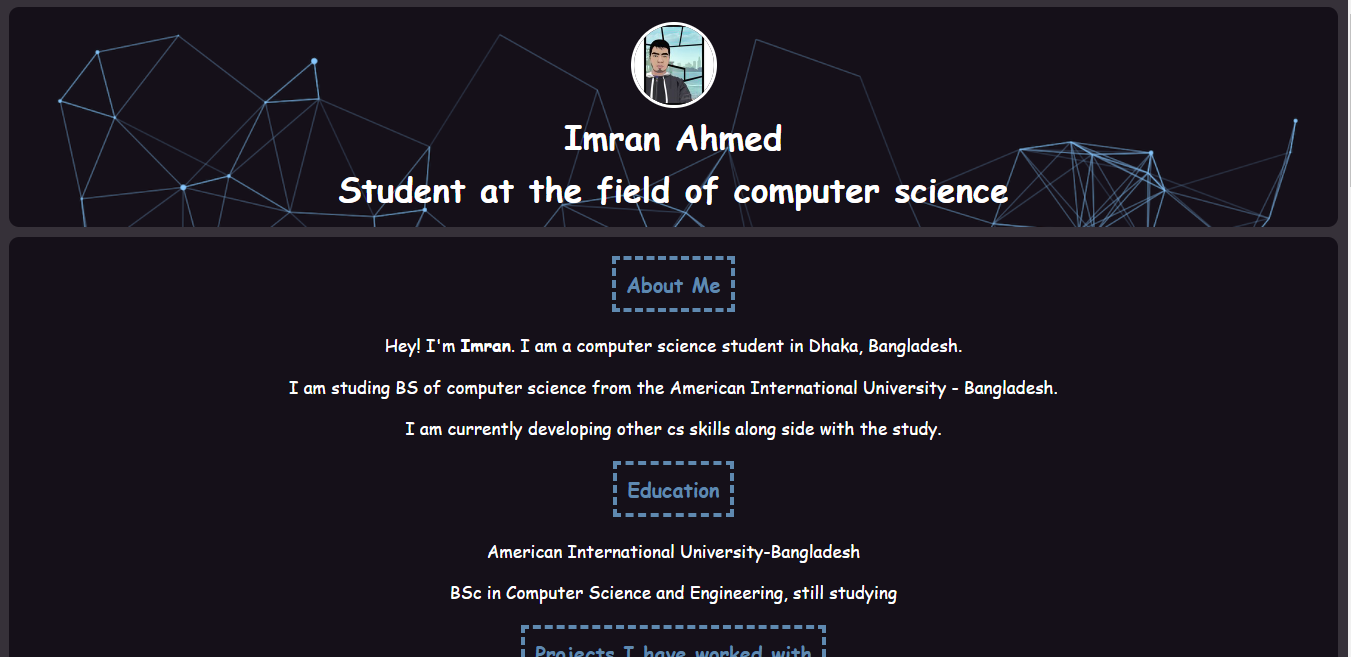 Imran Ahmed
Student at the field of computer science
About Me
Hey! I'm Imran. I am a computer science student in Dhaka, Bangladesh.
I am studing BS of computer science from the American International University - Bangladesh.
I am currently developing other cs skills along side with the study.
Education
American International University-Bangladesh
BSc in Computer Science and Engineering, still studying
Projects I have worked with